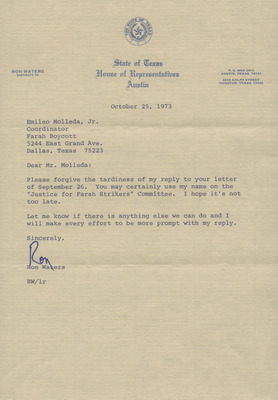 State of Texas
House of Representatives
Austin
RON WATERS
October 25, 1973
Emileo Molleda, Jr.
Coordinator
Farah Boycott
5244 East Grand Ave.
Dallas, Texas 75223
Dear Mr. Molleda:
Please forgive the tardiness of my reply to your letter
of September 26. You may certainly use my name on the
"Justice for Farah Strikers" Committee. I hope it's not
too late.
Let me know if there is anything else we can do and I
will make every effort to be more prompt with my reply.
Sincerely,
Ron
Ron Waters
RW/lr